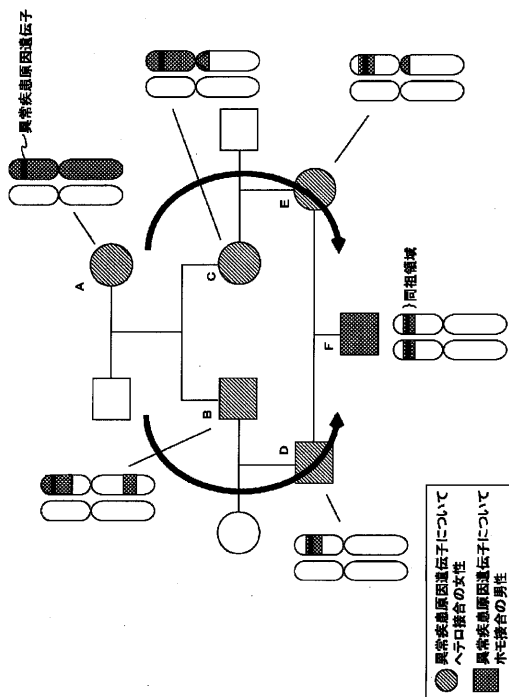 異常疾患原因遺伝子
A
B
C
D
E
F
}同祖領域
異常疾患原因遺伝子について
ヘテロ接合の女性
異常疾患原因遺伝子について
ホモ接合の男性